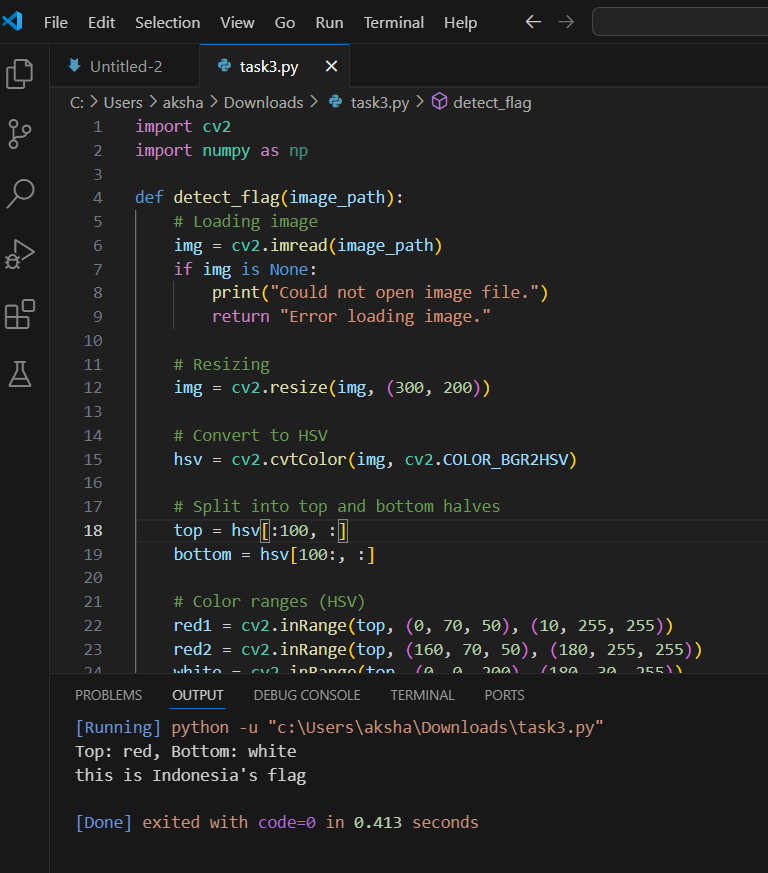 File Edit Selection View Go Run Terminal Help
Untitled-2 task3.py
C: > Users > aksha > Downloads > task3.py > detect_flag
1 import cv2
2 import numpy as np
3
4 def detect_flag(image_path):
5 # Loading image
6 img = cv2.imread(image_path)
7 if img is None:
8 print("Could not open image file.")
9 return "Error loading image."
10
11 # Resizing
12 img = cv2.resize(img, (300, 200))
13
14 # Convert to HSV
15 hsv = cv2.cvtColor(img, cv2.COLOR_BGR2HSV)
16
17 # Split into top and bottom halves
18 top = hsv[:100, :]
19 bottom = hsv[100:, :]
20
21 # Color ranges (HSV)
22 red1 = cv2.inRange(top, (0, 70, 50), (10, 255, 255))
23 red2 = cv2.inRange(top, (160, 70, 50), (180, 255, 255))
24 white = cv2.inRange(top, (0, 0, 200), (180, 30, 255))
PROBLEMS OUTPUT DEBUG CONSOLE TERMINAL PORTS
[Running] python -u "c:\Users\aksha\Downloads\task3.py"
Top: red, Bottom: white
this is Indonesia's flag
[Done] exited with code=0 in 0.413 seconds